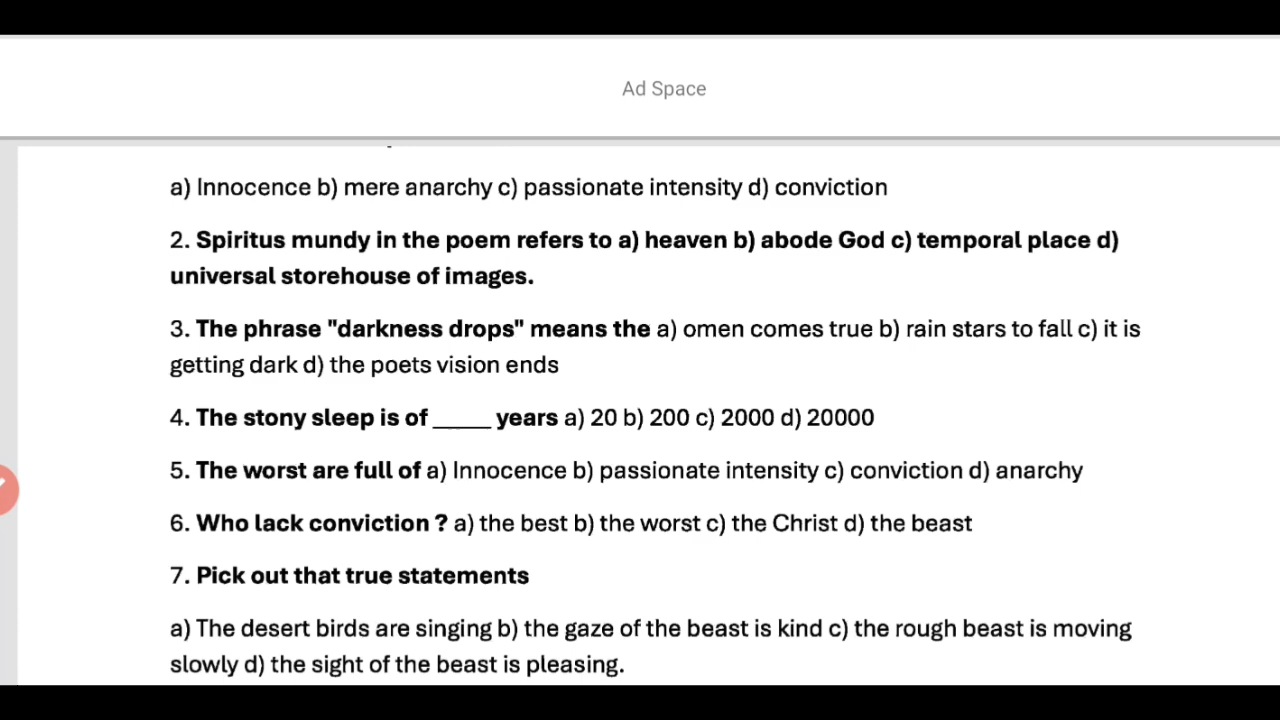 Ad Space
a) Innocence b) mere anarchy c) passionate intensity d) conviction
2. Spiritus mundy in the poem refers to a) heaven b) abode God c) temporal place d)
universal storehouse of images.
3. The phrase "darkness drops" means the a) omen comes true b) rain stars to fall c) it is
getting dark d) the poets vision ends
4. The stony sleep is of _____ years a) 20 b) 200 c) 2000 d) 20000
5. The worst are full of a) Innocence b) passionate intensity c) conviction d) anarchy
6. Who lack conviction ? a) the best b) the worst c) the Christ d) the beast
7. Pick out that true statements
a) The desert birds are singing b) the gaze of the beast is kind c) the rough beast is moving
slowly d) the sight of the beast is pleasing.